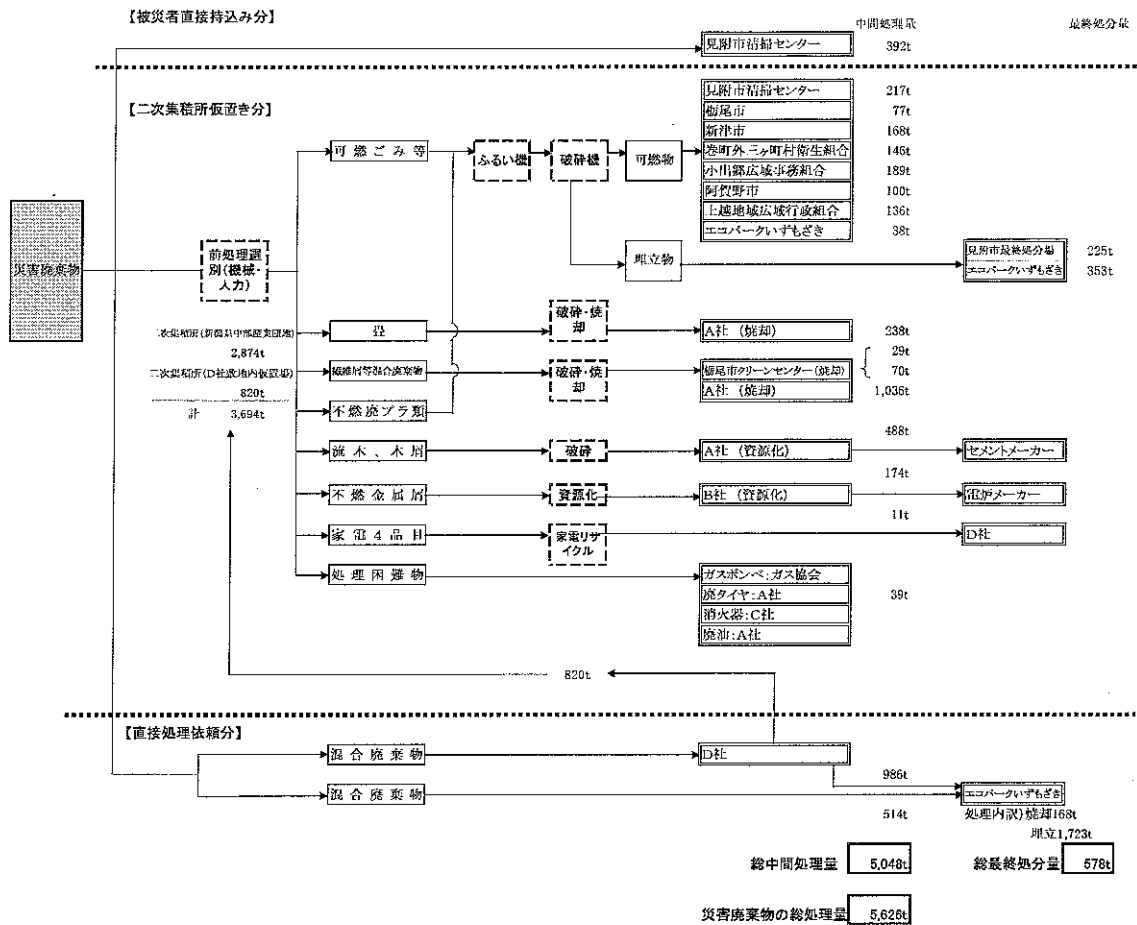 【被災者直接持込み分】
中間処理量
最終処分量
見附市清掃センター 392t
【二次集積所仮置き分】
見附市清掃センター 217t
栃尾市 77t
新津市 168t
巻町外三ヶ町村衛生組合 146t
小出郷広域事務組合 189t
阿賀野市 100t
上越地域広域行政組合 136t
エコパークいずもざき 38t
可燃ごみ等
ふるい機
破砕機
可燃物
災害廃棄物
前処理選
別(機械・
人力)
埋立物
見附市最終処分場 225t
エコパークいずもざき 353t
二次集積所(新潟県中部産業団地)
2,874t
二次集積所(D社敷地内仮置場)
820t
計 3,694t
畳
破砕・焼
却
A社 (焼却) 238t
29t
繊維屑等混合廃棄物
破砕・焼
却
栃尾市クリーンセンター(焼却) 70t
A社 (焼却) 1,036t
不燃廃プラ類
488t
流木、木屑
破砕
A社 (資源化)
セメントメーカー
174t
不燃金属屑
資源化
B社 (資源化)
電炉メーカー
11t
家電4品目
家電リサ
イクル
D社
処理困難物
ガスボンベ:ガス協会
廃タイヤ:A社 39t
消火器:C社
廃油:A社
820t
【直接処理依頼分】
混合廃棄物
D社
986t
混合廃棄物
エコパークいずもざき
514t
処理内訳)焼却168t
埋立1,723t
総中間処理量 5,048t
総最終処分量 578t
災害廃棄物の総処理量 5,626t